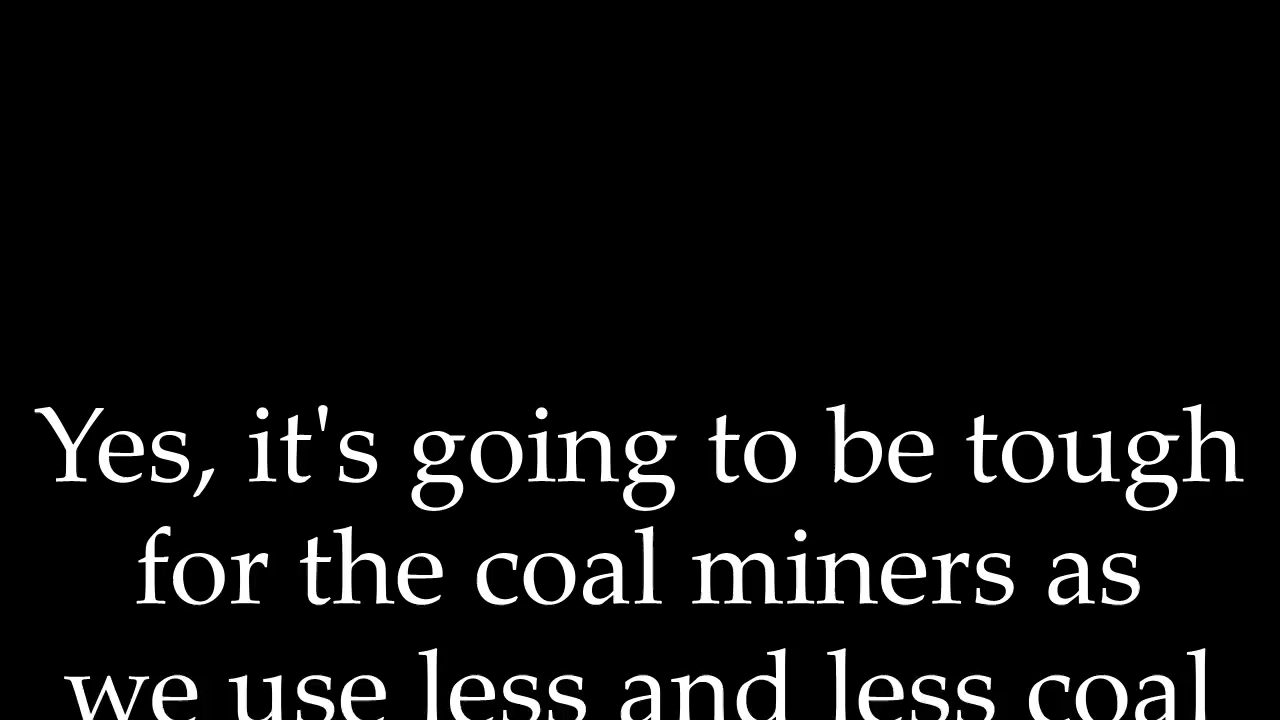 Yes, it's going to be tough
for the coal miners as
we use less and less coal